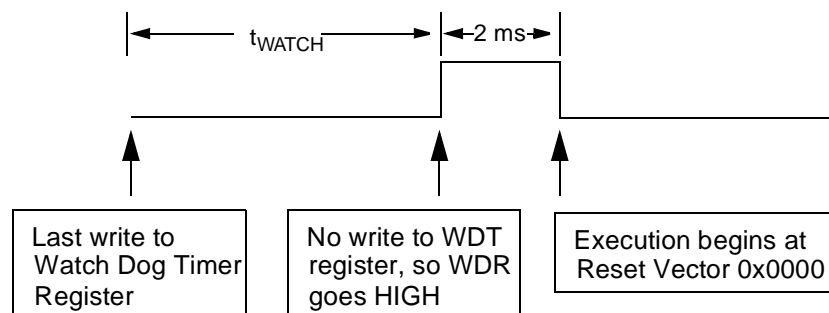 tWATCH
2 ms
Last write to
Watch Dog Timer
Register
No write to WDT
register, so WDR
goes HIGH
Execution begins at
Reset Vector 0x0000